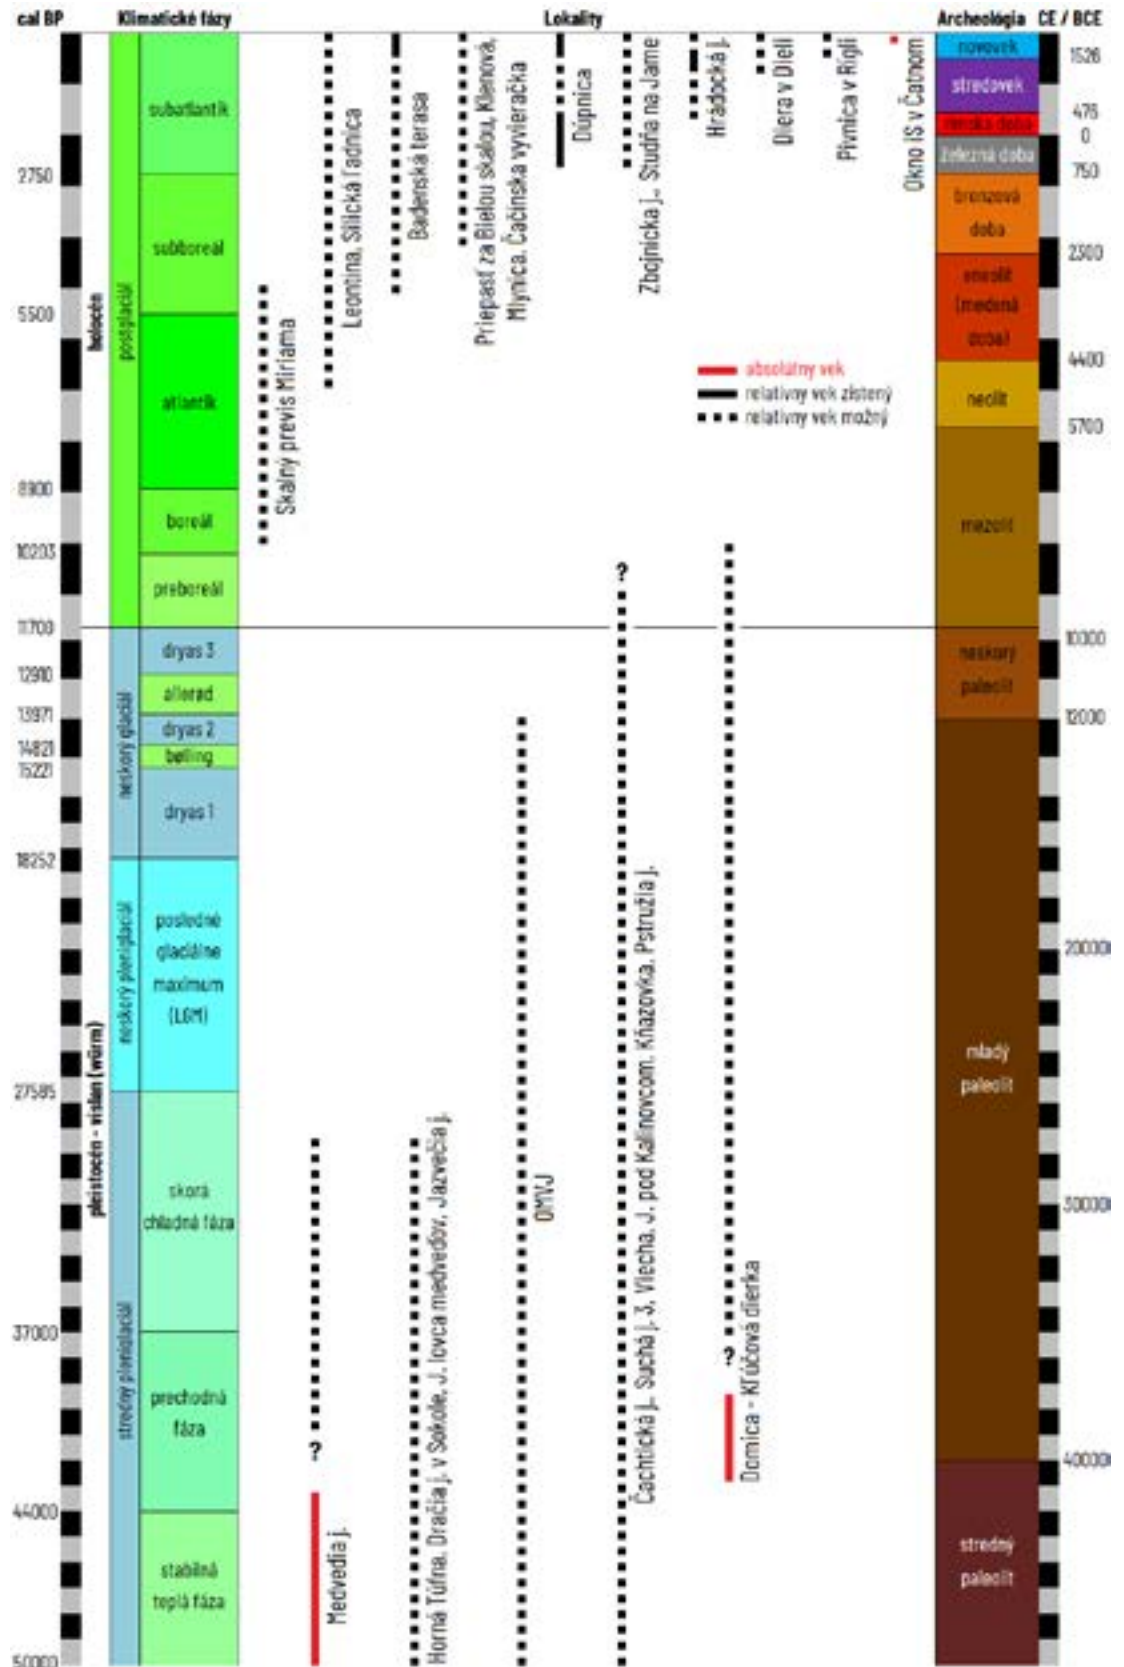 cal BP
Klimatické fázy
Lokality
Archeológia
CE / BCE
2750
5500
8900
10203
11700
12910
13971
14821
15221
18252
27585
37000
44000
50000
holocén
pleistocén - vislan (würm)
postglaciál
neskorý glaciál
neskorý pleniglaciál
stredný pleniglaciál
subatlantik
subboreál
atlantik
boreál
preboreál
dryas 3
allerød
dryas 2
bølling
dryas 1
posledné
glaciálne
maximum
(LGM)
skorá
chladná fáza
prechodná
fáza
stabilná
teplá fáza
Skalný previs Miriama
Leontína, Silická ľadnica
Badenská terasa
Priepasť za Bielou skalou, Klenová,
Mlynica, Čačínska vyvieračka
Dúpnica
Zbojnícka j., Studňa na Jame
Hrádocká j.
Diera v Dieli
Pivnica v Rígli
Okno IS v Čatnom
absolútny vek
relatívny vek zistený
relatívny vek možný
?
Medvedia j.
Horná Túfna, Dračia j. v Sokole, J. lovca medveďov, Jazvečia j.
OMVJ
?
Čachtická j., Suchá j. 3, Vlechа, J. pod Kalinovcom, Kňazovka, Pstružia j.
?
Domica - Kľúčová dierka
novovek
stredovek
rímska doba
železná doba
bronzová
doba
eneolit
(medená
doba)
neolit
mezolit
neskorý
paleolit
mladý
paleolit
stredný
paleolit
1526
475
0
750
2300
4400
5700
10000
12000
20000
30000
40000